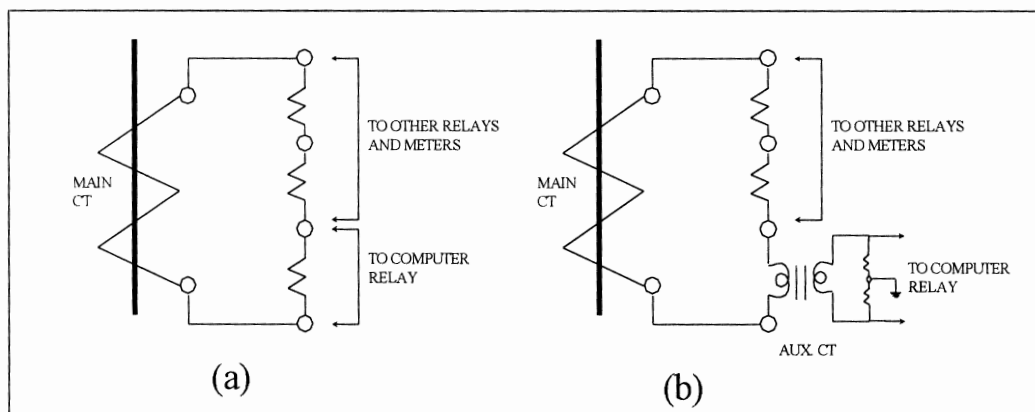 TO OTHER RELAYS
AND METERS
MAIN
CT
TO COMPUTER
RELAY
(a)
TO OTHER RELAYS
AND METERS
MAIN
CT
TO COMPUTER
RELAY
AUX. CT
(b)